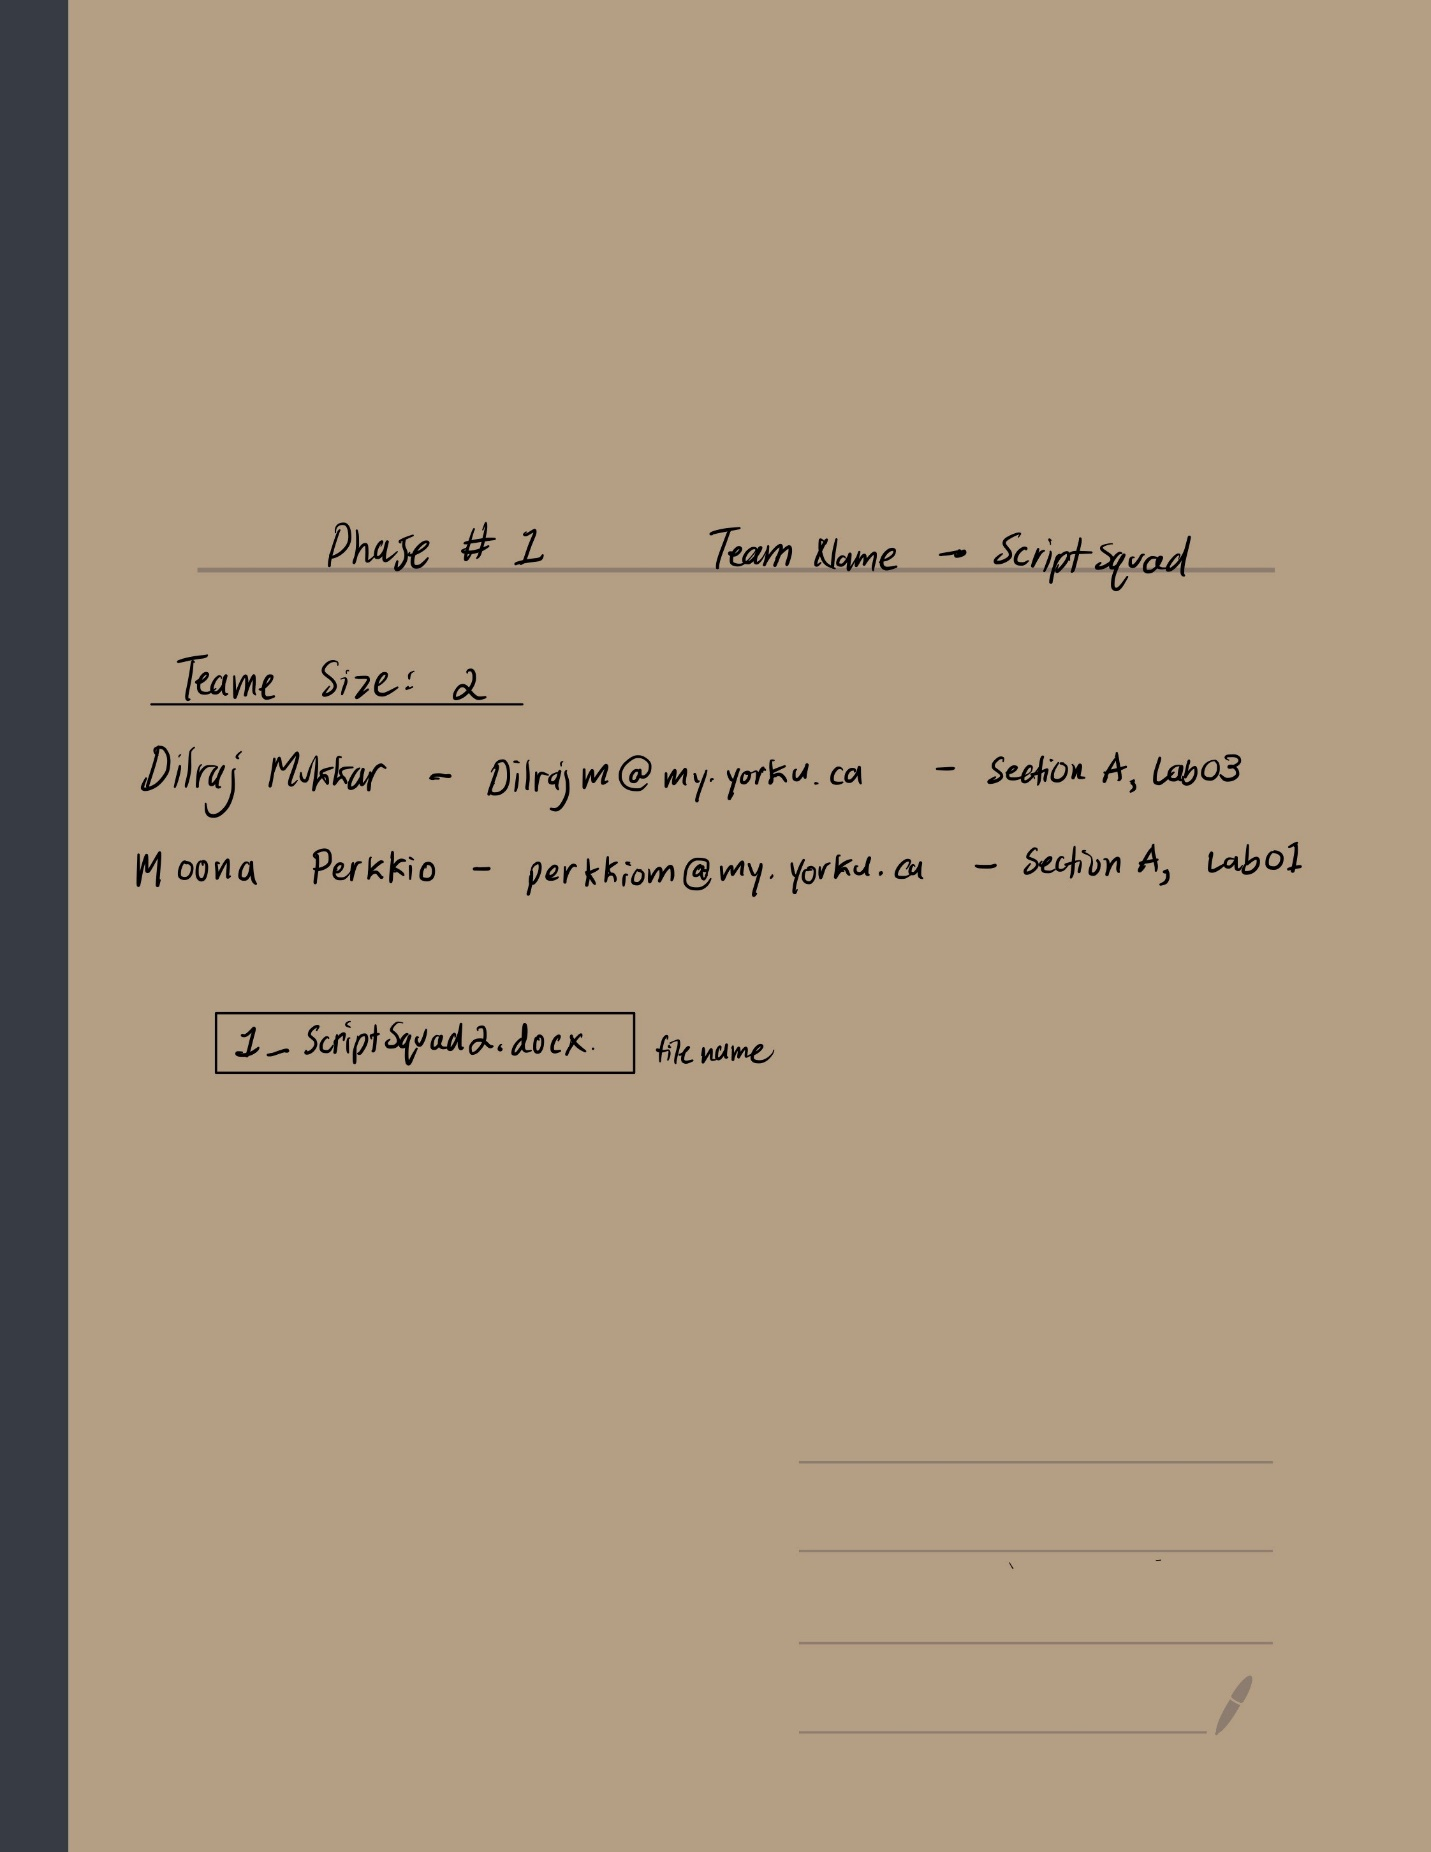 Phase # 1 Team Name - ScriptSquad
Teame Size: 2
Dilraj Mukkar - Dilrajm@my.yorku.ca - Section A, Lab03
Moona Perkkio - perkkiom@my.yorku.ca - Section A, Lab01
1_ScriptSquad2.docx. file name